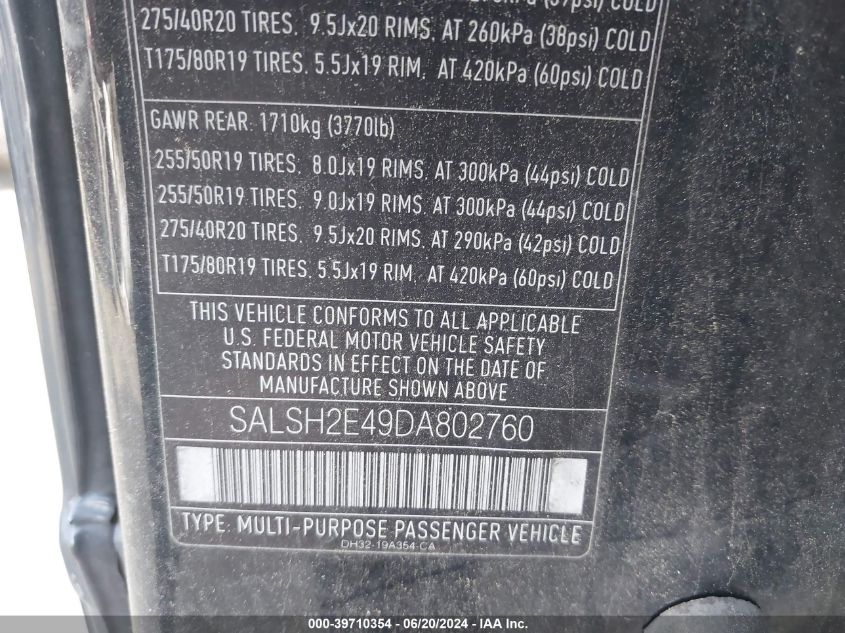 (37psi) COLD
275/40R20 TIRES. 9.5Jx20 RIMS. AT 260kPa (38psi) COLD
T175/80R19 TIRES. 5.5Jx19 RIM. AT 420kPa (60psi) COLD
GAWR REAR: 1710kg (3770lb)
255/50R19 TIRES. 8.0Jx19 RIMS. AT 300kPa (44psi) COLD
255/50R19 TIRES. 9.0Jx19 RIMS. AT 300kPa (44psi) COLD
275/40R20 TIRES. 9.5Jx20 RIMS. AT 290kPa (42psi) COLD
T175/80R19 TIRES. 5.5Jx19 RIM. AT 420kPa (60psi) COLD
THIS VEHICLE CONFORMS TO ALL APPLICABLE
U.S. FEDERAL MOTOR VEHICLE SAFETY
STANDARDS IN EFFECT ON THE DATE OF
MANUFACTURE SHOWN ABOVE
SALSH2E49DA802760
TYPE: MULTI-PURPOSE PASSENGER VEHICLE
DH32-19A354-CA
000-39710354 - 06/20/2024 - IAAI.com